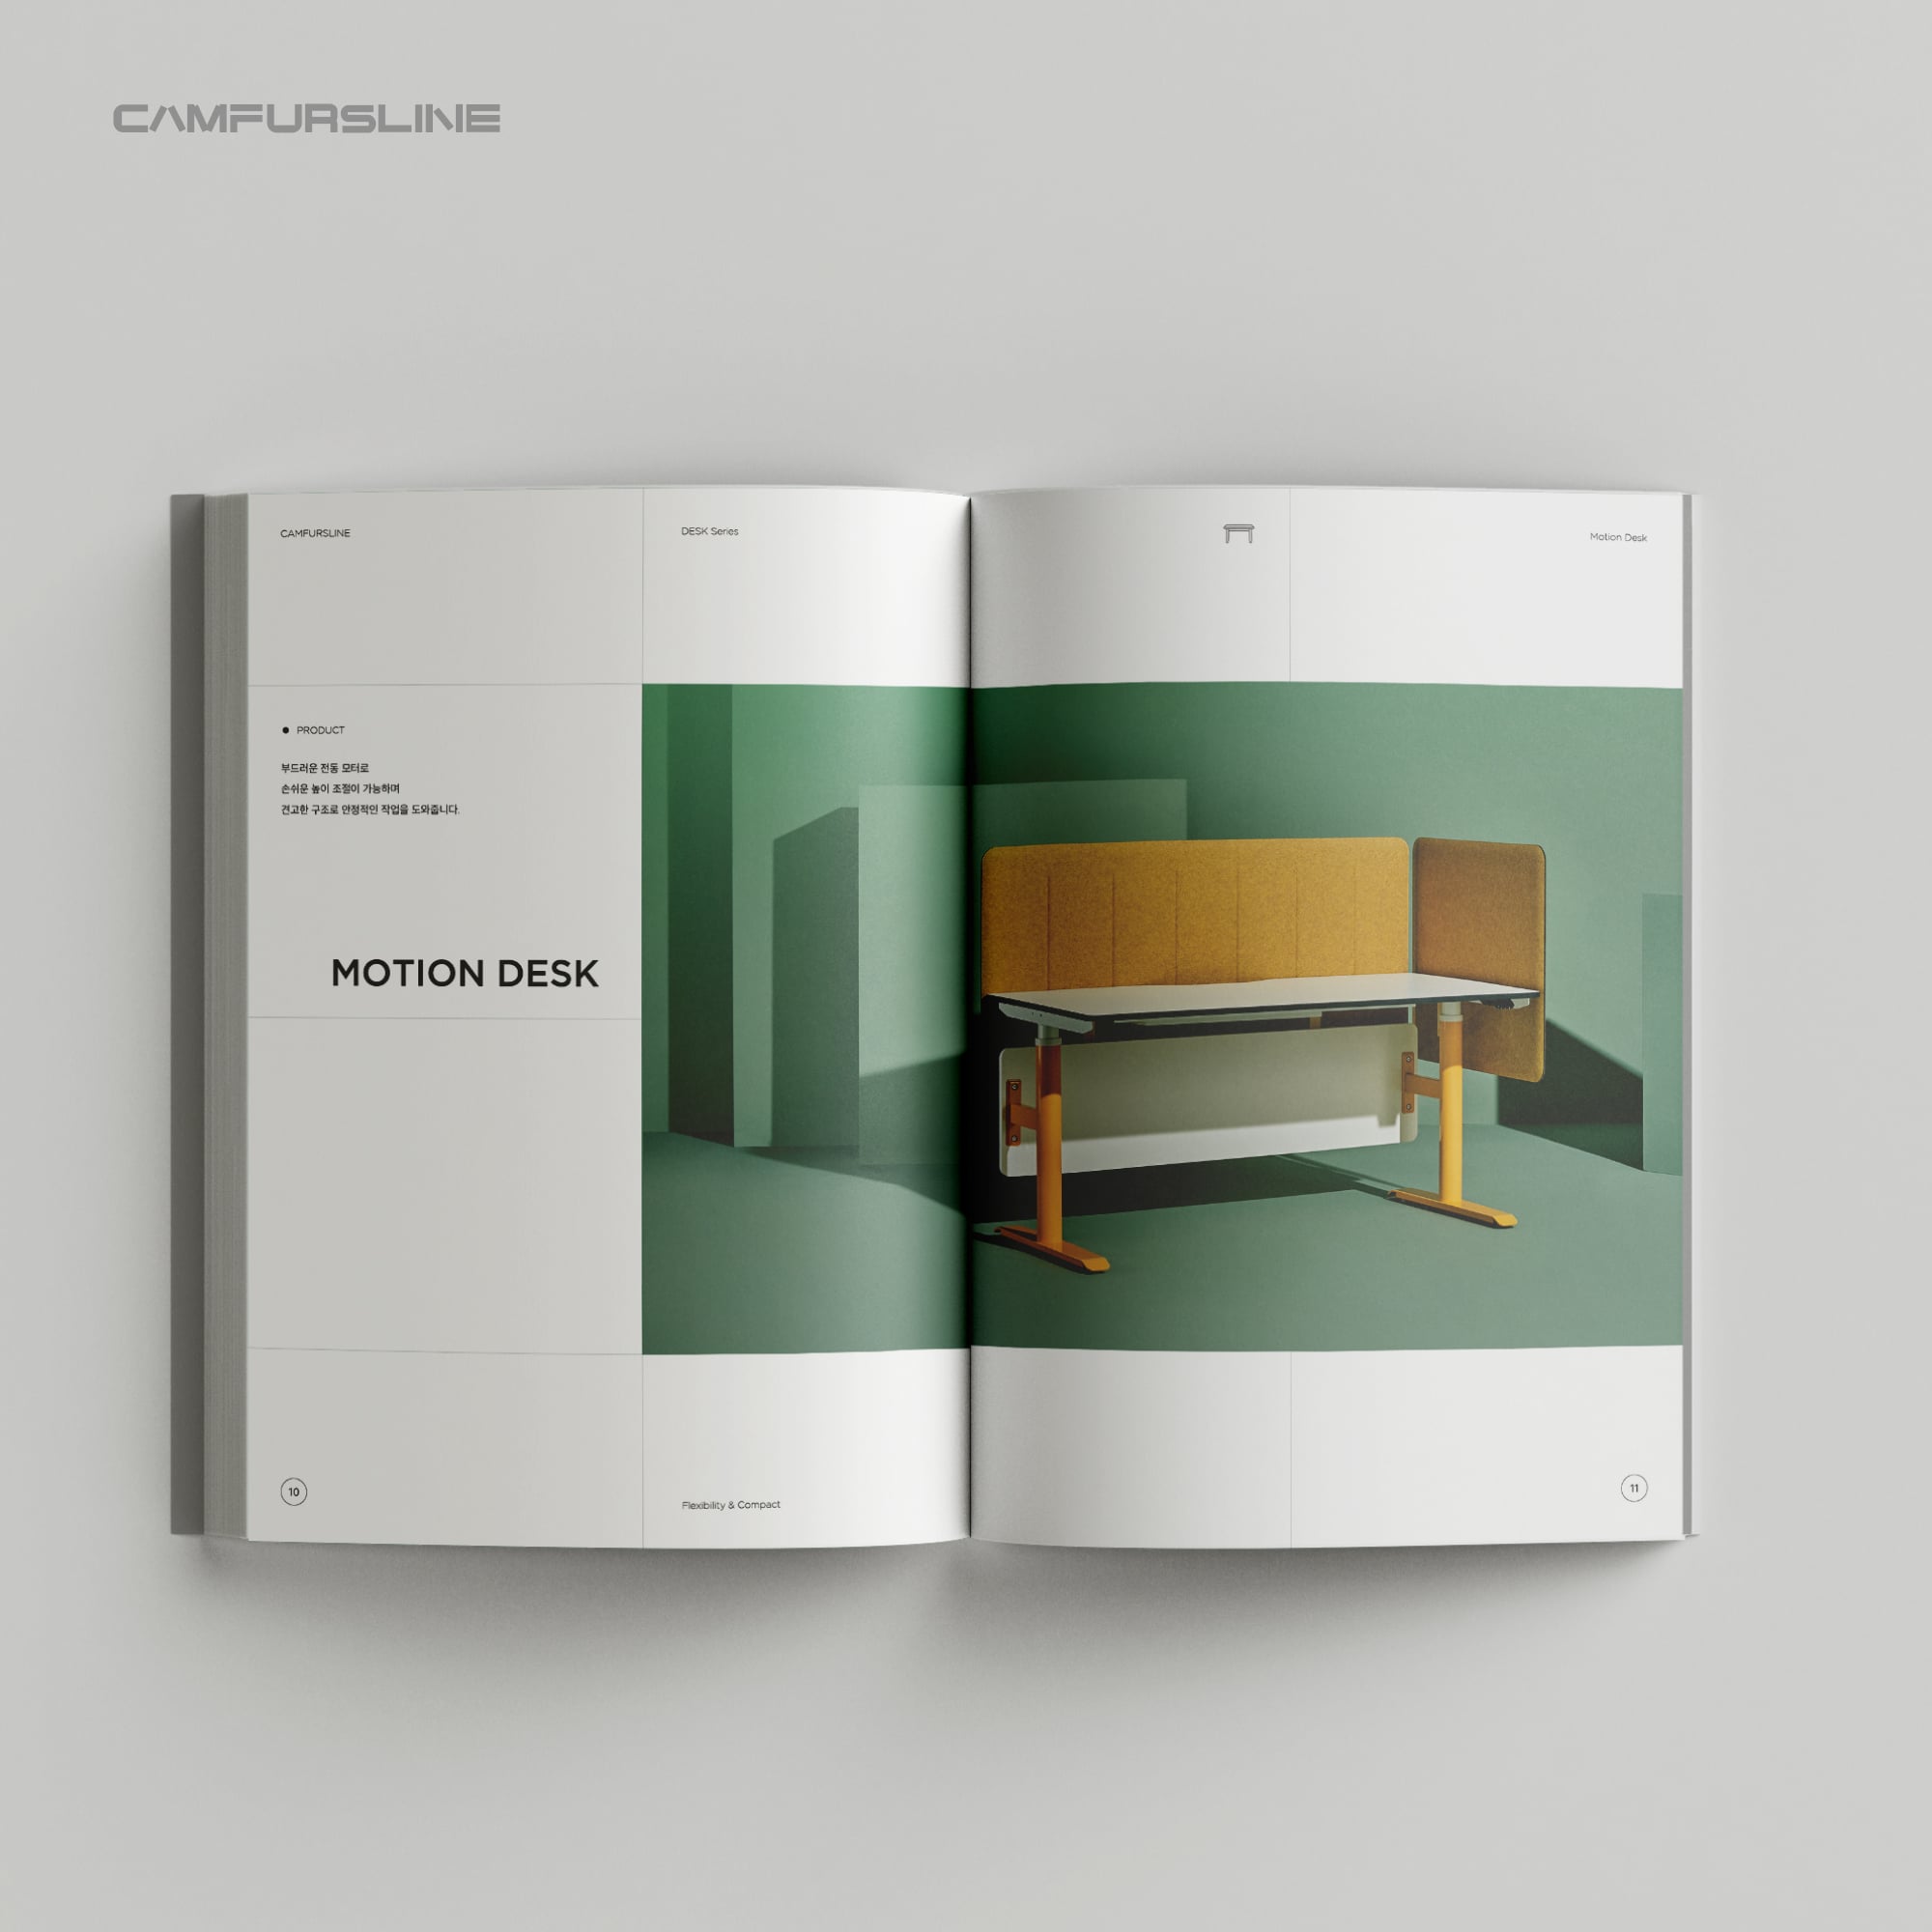 CAMFURSLINE
CAMFURSLINE
DESK Series
Motion Desk
PRODUCT
부드러운 전동 모터로
손쉬운 높이 조절이 가능하며
견고한 구조로 안정적인 작업을 도와줍니다.
MOTION DESK
10
Flexibility & Compact
11